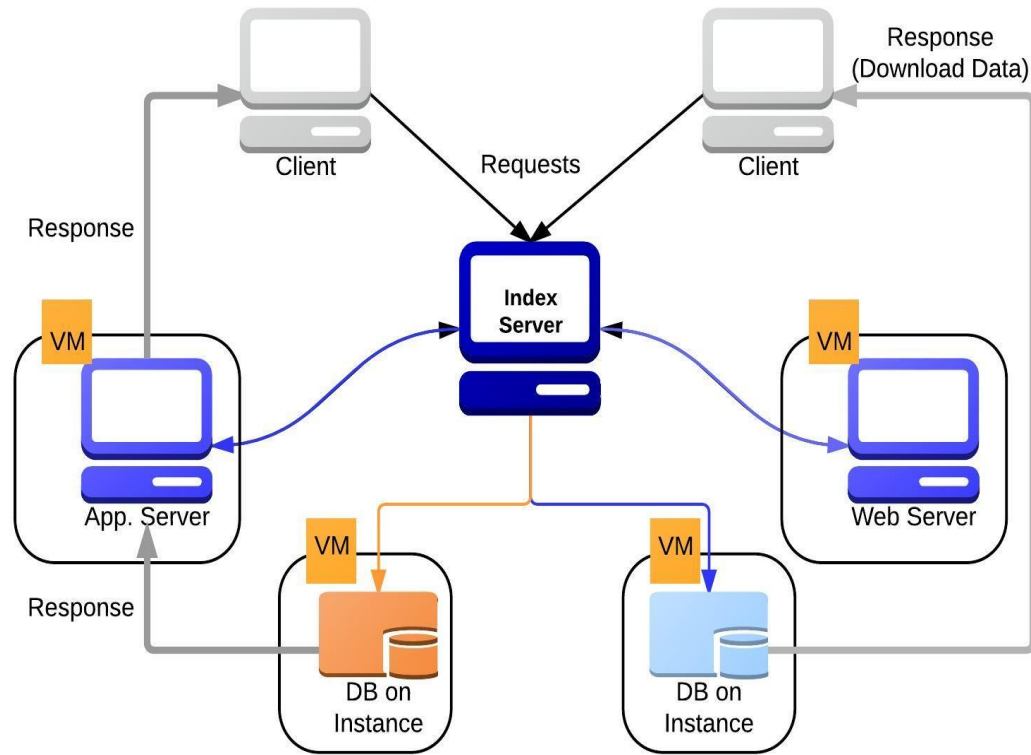 Response
(Download Data)
Client
Client
Requests
Response
Index
Server
VM
VM
App. Server
Web Server
VM
VM
Response
DB on
Instance
DB on
Instance